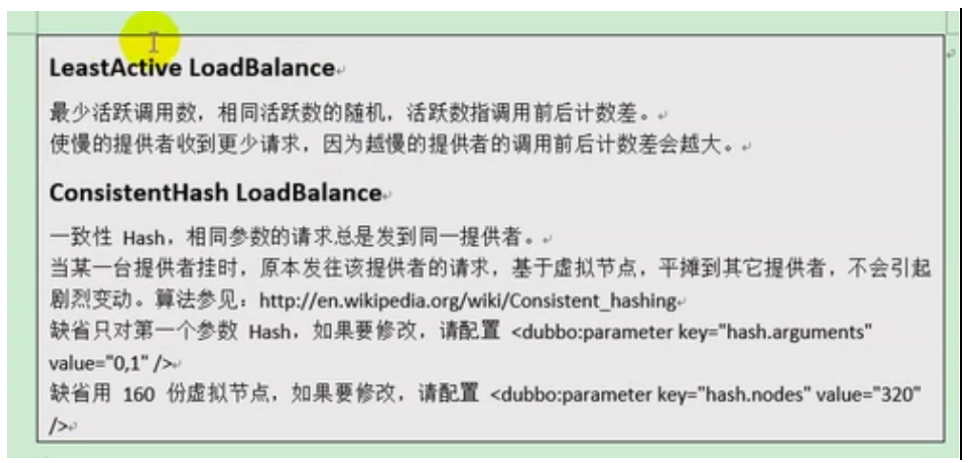 LeastActive LoadBalance
最少活跃调用数，相同活跃数的随机，活跃数指调用前后计数差。
使慢的提供者收到更少请求，因为越慢的提供者的调用前后计数差会越大。
ConsistentHash LoadBalance
一致性 Hash，相同参数的请求总是发到同一提供者。
当某一台提供者挂时，原本发往该提供者的请求，基于虚拟节点，平摊到其它提供者，不会引起
剧烈变动。算法参见：http://en.wikipedia.org/wiki/Consistent_hashing
缺省只对第一个参数 Hash，如果要修改，请配置 <dubbo:parameter key="hash.arguments"
value="0,1" />
缺省用 160 份虚拟节点，如果要修改，请配置 <dubbo:parameter key="hash.nodes" value="320"
/>